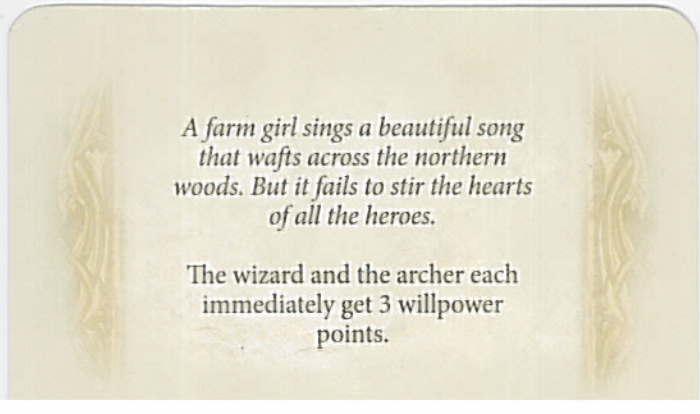 A farm girl sings a beautiful song
that wafts across the northern
woods. But it fails to stir the hearts
of all the heroes.
The wizard and the archer each
immediately get 3 willpower
points.